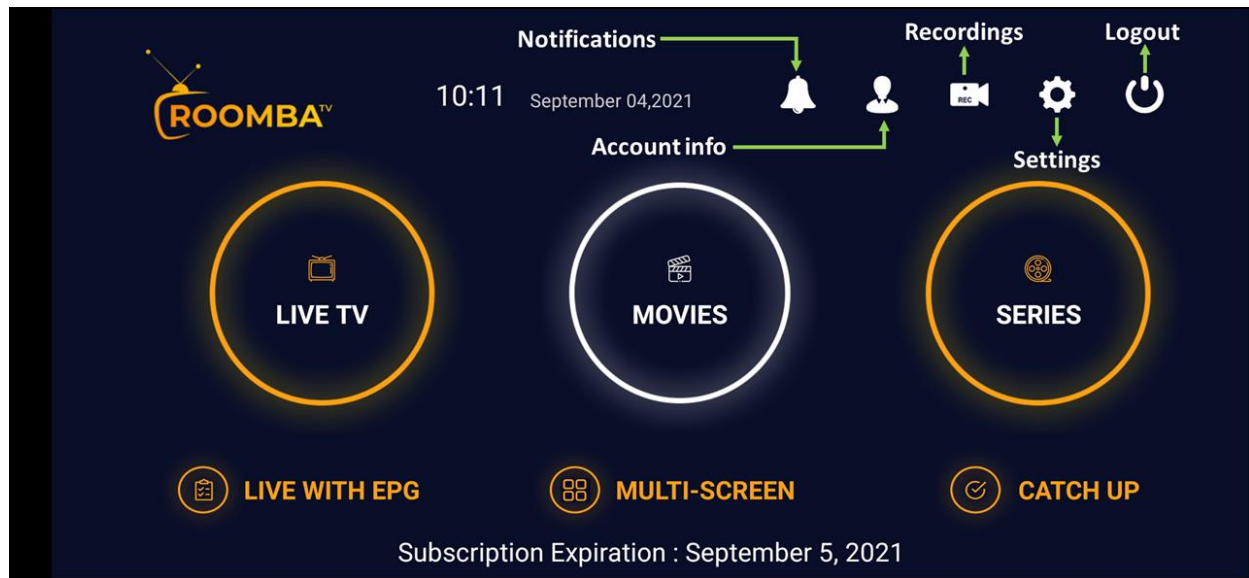 Notifications
Recordings
Logout
ROOMBA TV
10:11
September 04,2021
REC
Account info
Settings
LIVE TV
MOVIES
SERIES
LIVE WITH EPG
MULTI-SCREEN
CATCH UP
Subscription Expiration : September 5, 2021